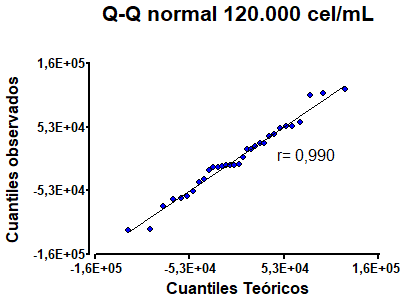 Q-Q normal 120.000 cel/mL
1,6E+05
5,3E+04
-5,3E+04
-1,6E+05
Cuantiles observados
r= 0,990
-1,6E+05 -5,3E+04 5,3E+04 1,6E+05
Cuantiles Teóricos